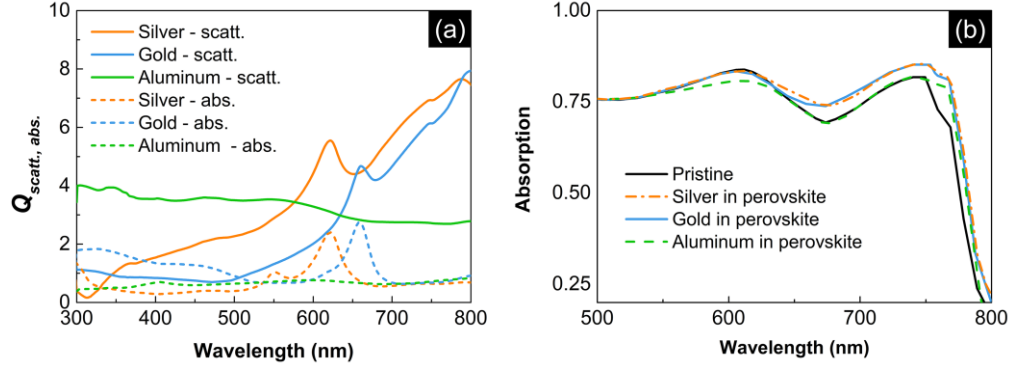 10
8
6
4
2
0
Q scatt., abs.
Silver - scatt.
Gold - scatt.
Aluminum - scatt.
Silver - abs.
Gold - abs.
Aluminum - abs.
(a)
300 400 500 600 700 800
Wavelength (nm)
1.00
0.75
0.50
0.25
Absorption
(b)
Pristine
Silver in perovskite
Gold in perovskite
Aluminum in perovskite
500 600 700 800
Wavelength (nm)